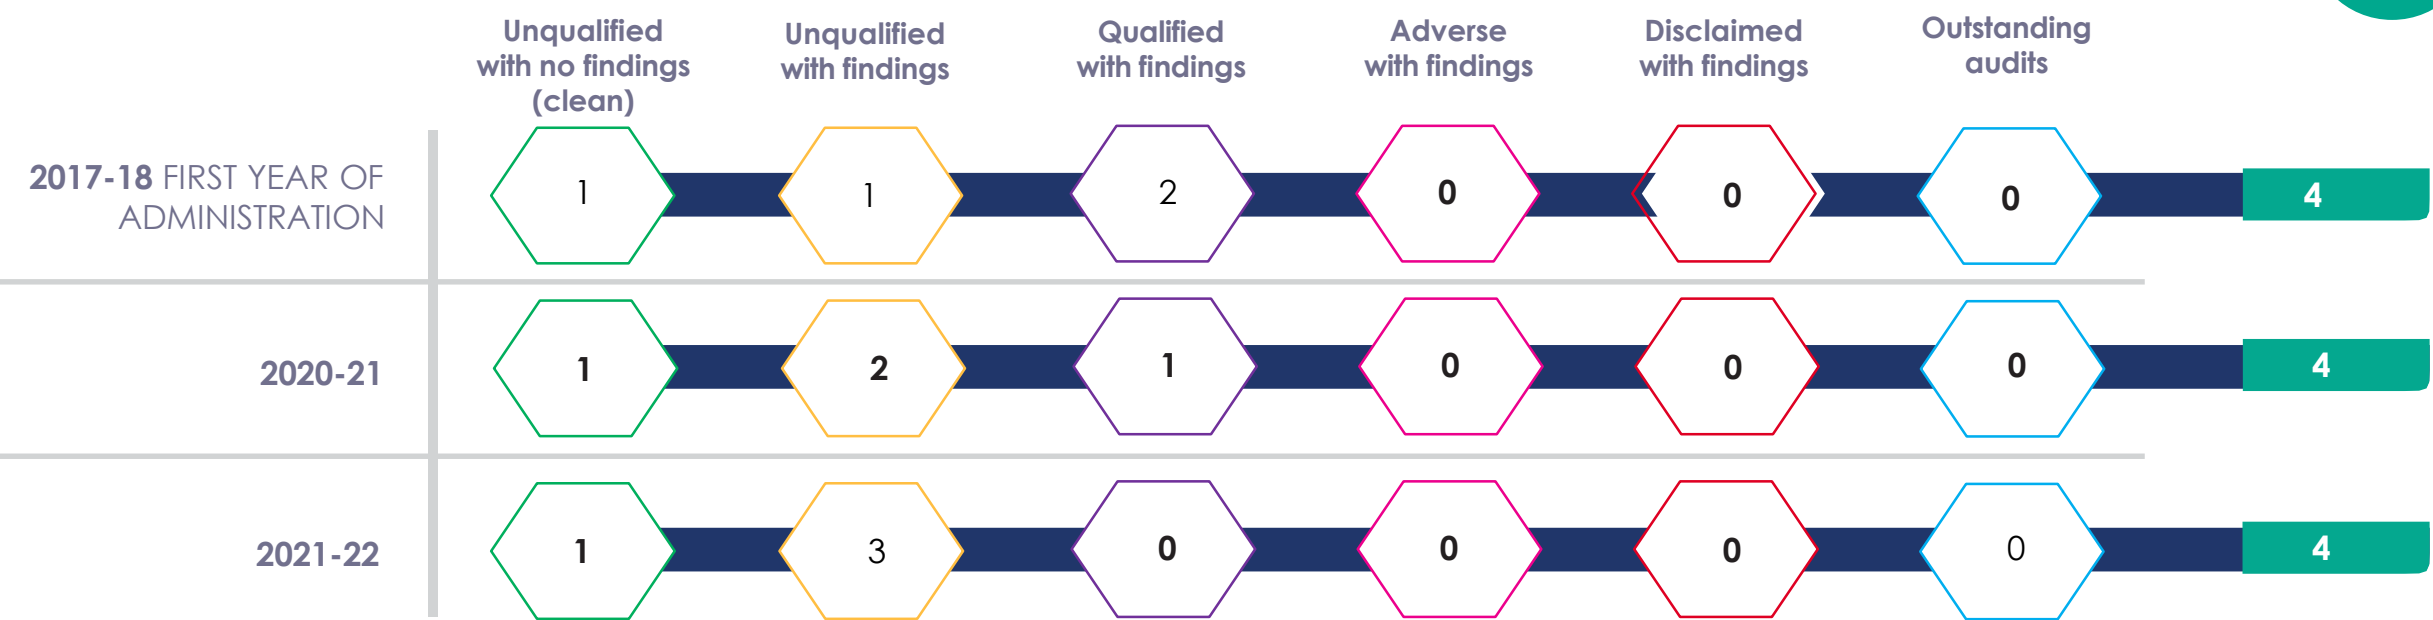 Unqualified
with no findings
(clean)
Unqualified
with findings
Qualified
with findings
Adverse
with findings
Disclaimed
with findings
Outstanding
audits
2017-18 FIRST YEAR OF
ADMINISTRATION
1 1 2 0 0 0 4
2020-21 1 2 1 0 0 0 4
2021-22 1 3 0 0 0 0 4